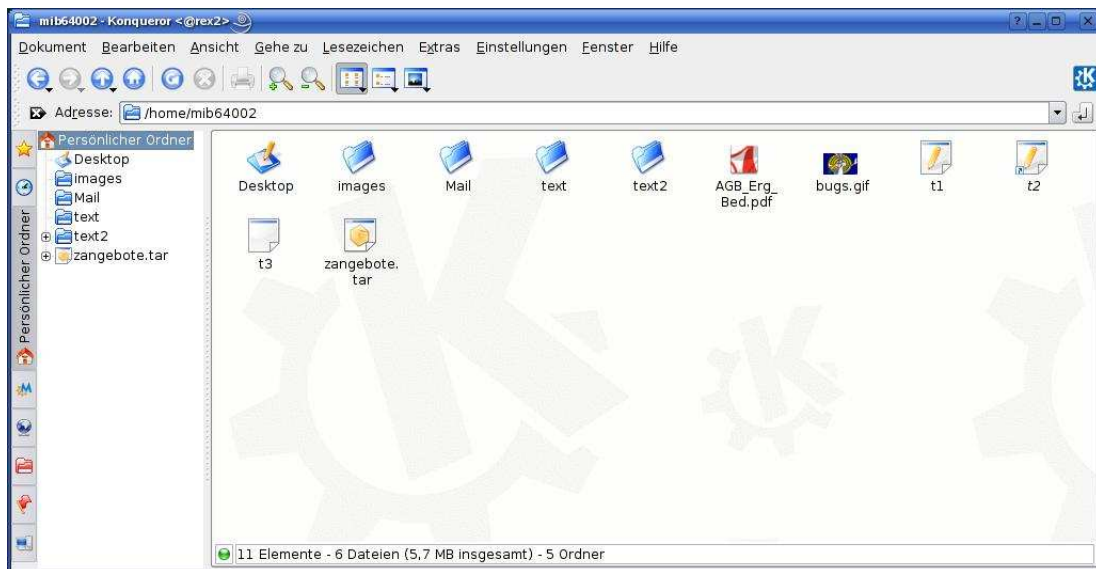 mib64002 - Konqueror <@rex2>
Dokument Bearbeiten Ansicht Gehe zu Lesezeichen Extras Einstellungen Fenster Hilfe
Adresse: /home/mib64002
Persönlicher Ordner
Persönlicher Ordner
Desktop
images
Mail
text
text2
zangebote.tar
Desktop images Mail text text2 AGB_Erg_ bugs.gif t1 t2
Bed.pdf
t3 zangebote.
tar
11 Elemente - 6 Dateien (5,7 MB insgesamt) - 5 Ordner